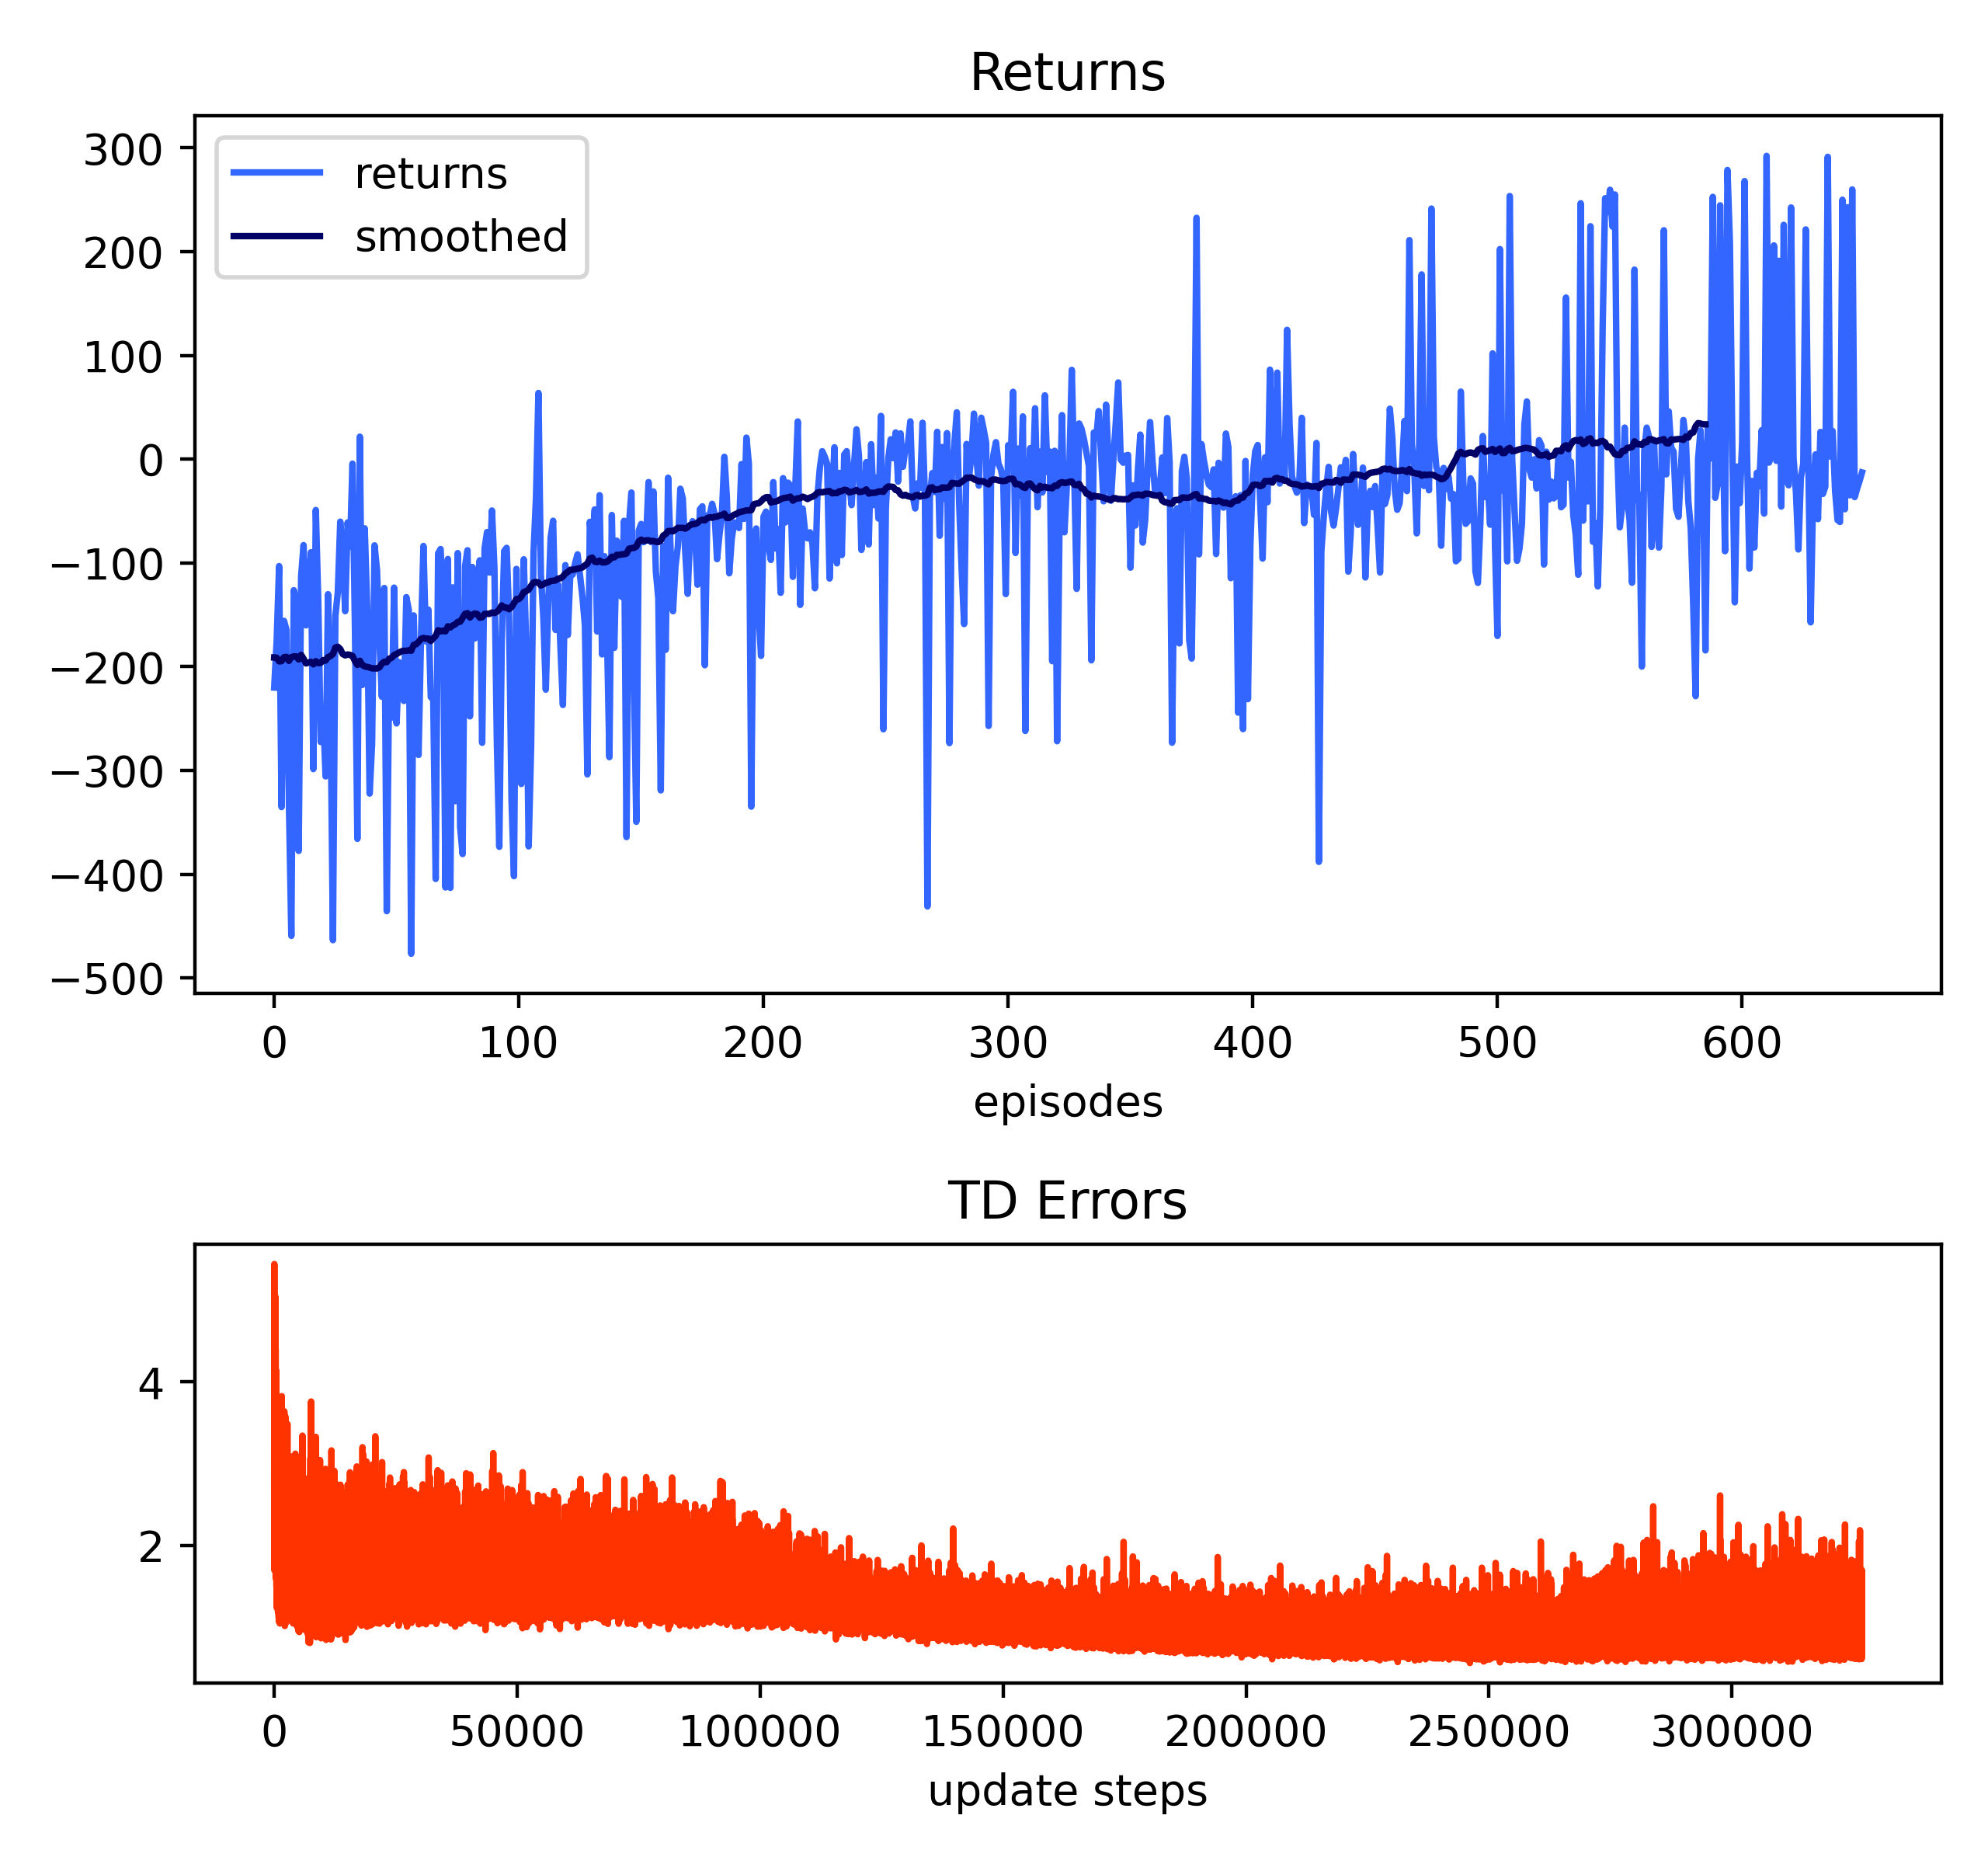 Returns
returns
smoothed
300
200
100
0
−100
−200
−300
−400
−500
0 100 200 300 400 500 600
episodes
TD Errors
4
2
0 50000 100000 150000 200000 250000 300000
update steps